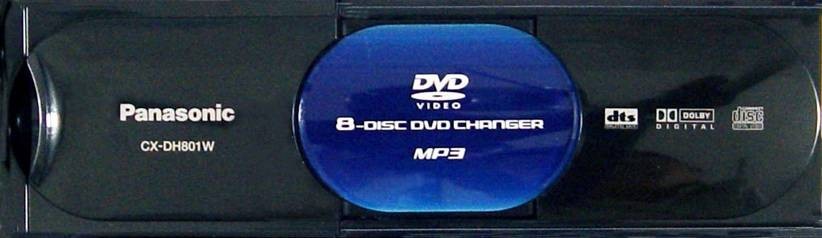 Panasonic
CX-DH801W
DVD
VIDEO
8-DISC DVD CHANGER
MP3
dts
DOLBY
DIGITAL
disc